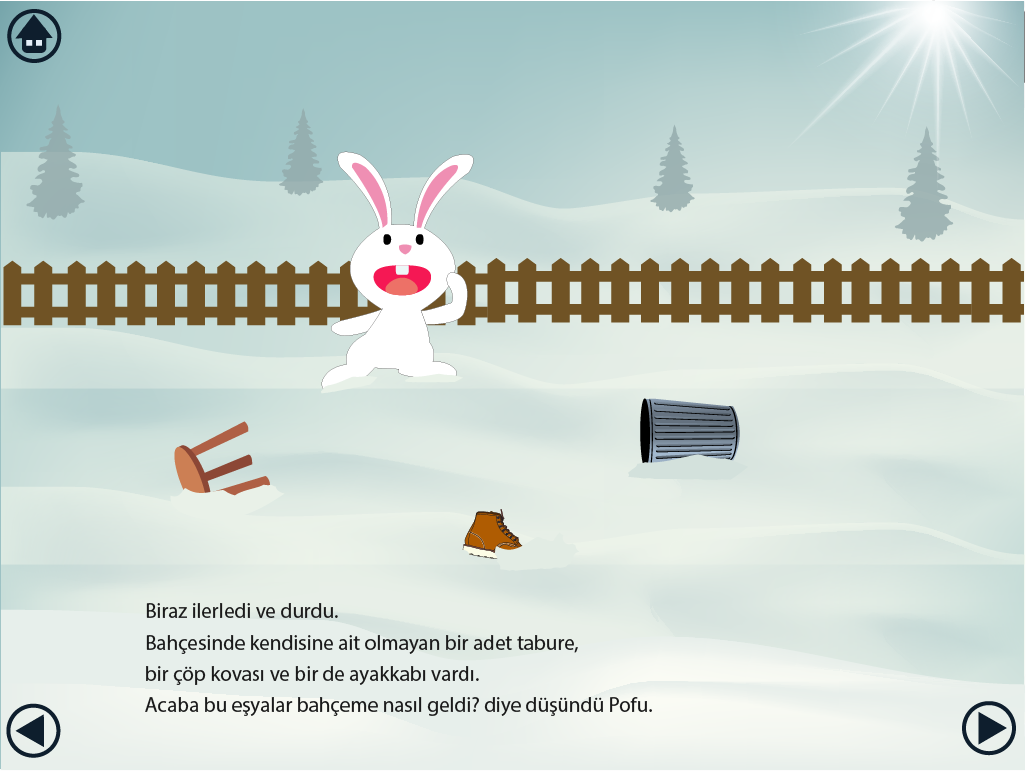 Biraz ilerledi ve durdu.
Bahçesinde kendisine ait olmayan bir adet tabure,
bir çöp kovası ve bir de ayakkabı vardı.
Acaba bu eşyalar bahçeme nasıl geldi? diye düşündü Pofu.